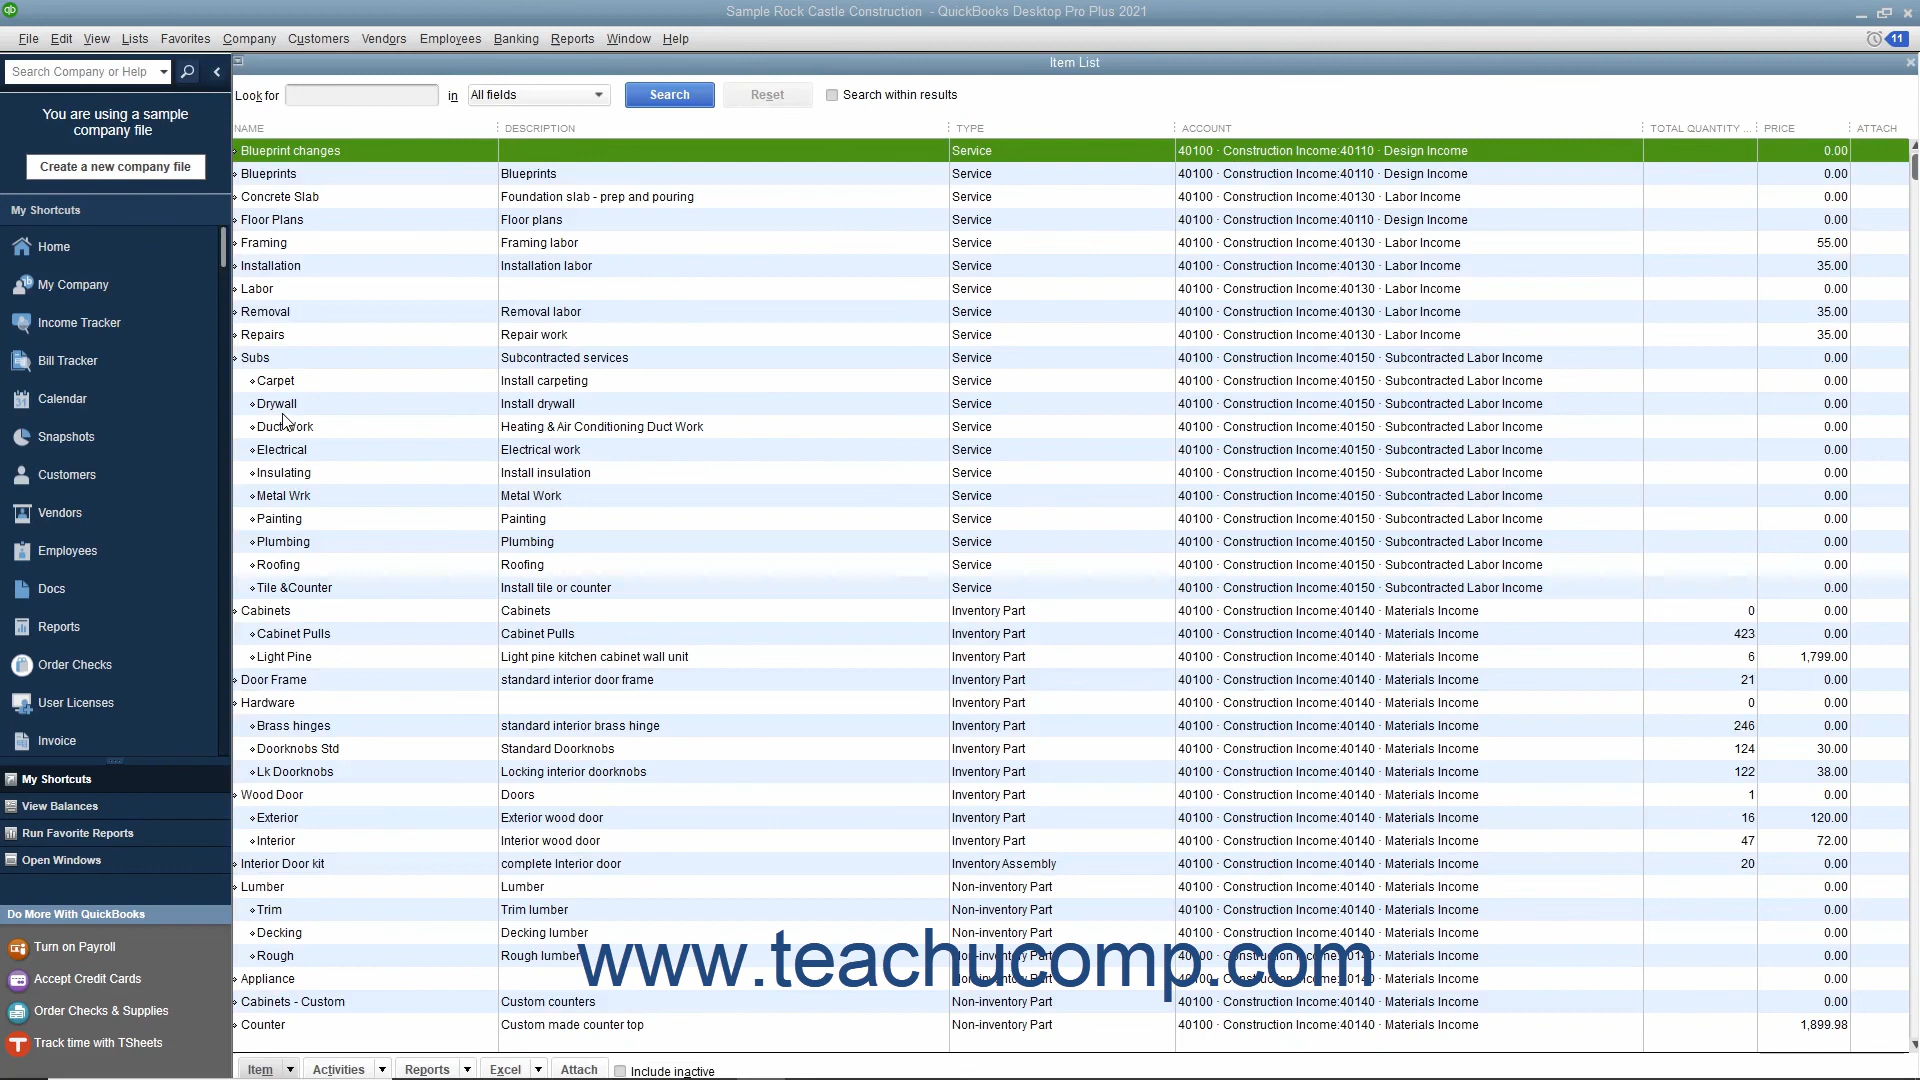 Sample Rock Castle Construction - QuickBooks Desktop Pro Plus 2021
File Edit View Lists Favorites Company Customers Vendors Employees Banking Reports Window Help
11
Search Company or Help
Item List
You are using a sample
company file
Create a new company file
My Shortcuts
Home
My Company
Income Tracker
Bill Tracker
Calendar
Snapshots
Customers
Vendors
Employees
Docs
Reports
Order Checks
User Licenses
Invoice
My Shortcuts
View Balances
Run Favorite Reports
Open Windows
Do More With QuickBooks
Turn on Payroll
Accept Credit Cards
Order Checks & Supplies
Track time with TSheets
Look for in All fields Search Reset Search within results
NAME DESCRIPTION TYPE ACCOUNT TOTAL QUANTITY ... PRICE ATTACH
Blueprint changes Service 40100 · Construction Income:40110 · Design Income 0.00
Blueprints Blueprints Service 40100 · Construction Income:40110 · Design Income 0.00
Concrete Slab Foundation slab - prep and pouring Service 40100 · Construction Income:40130 · Labor Income 0.00
Floor Plans Floor plans Service 40100 · Construction Income:40110 · Design Income 0.00
Framing Framing labor Service 40100 · Construction Income:40130 · Labor Income 55.00
Installation Installation labor Service 40100 · Construction Income:40130 · Labor Income 35.00
Labor Service 40100 · Construction Income:40130 · Labor Income 0.00
Removal Removal labor Service 40100 · Construction Income:40130 · Labor Income 35.00
Repairs Repair work Service 40100 · Construction Income:40130 · Labor Income 35.00
Subs Subcontracted services Service 40100 · Construction Income:40150 · Subcontracted Labor Income 0.00
Carpet Install carpeting Service 40100 · Construction Income:40150 · Subcontracted Labor Income 0.00
Drywall Install drywall Service 40100 · Construction Income:40150 · Subcontracted Labor Income 0.00
Duct Work Heating & Air Conditioning Duct Work Service 40100 · Construction Income:40150 · Subcontracted Labor Income 0.00
Electrical Electrical work Service 40100 · Construction Income:40150 · Subcontracted Labor Income 0.00
Insulating Install insulation Service 40100 · Construction Income:40150 · Subcontracted Labor Income 0.00
Metal Wrk Metal Work Service 40100 · Construction Income:40150 · Subcontracted Labor Income 0.00
Painting Painting Service 40100 · Construction Income:40150 · Subcontracted Labor Income 0.00
Plumbing Plumbing Service 40100 · Construction Income:40150 · Subcontracted Labor Income 0.00
Roofing Roofing Service 40100 · Construction Income:40150 · Subcontracted Labor Income 0.00
Tile &Counter Install tile or counter Service 40100 · Construction Income:40150 · Subcontracted Labor Income 0.00
Cabinets Cabinets Inventory Part 40100 · Construction Income:40140 · Materials Income 0 0.00
Cabinet Pulls Cabinet Pulls Inventory Part 40100 · Construction Income:40140 · Materials Income 423 0.00
Light Pine Light pine kitchen cabinet wall unit Inventory Part 40100 · Construction Income:40140 · Materials Income 6 1,799.00
Door Frame standard interior door frame Inventory Part 40100 · Construction Income:40140 · Materials Income 21 0.00
Hardware Inventory Part 40100 · Construction Income:40140 · Materials Income 0 0.00
Brass hinges standard interior brass hinge Inventory Part 40100 · Construction Income:40140 · Materials Income 246 0.00
Doorknobs Std Standard Doorknobs Inventory Part 40100 · Construction Income:40140 · Materials Income 124 30.00
Lk Doorknobs Locking interior doorknobs Inventory Part 40100 · Construction Income:40140 · Materials Income 122 38.00
Wood Door Doors Inventory Part 40100 · Construction Income:40140 · Materials Income 1 0.00
Exterior Exterior wood door Inventory Part 40100 · Construction Income:40140 · Materials Income 16 120.00
Interior Interior wood door Inventory Part 40100 · Construction Income:40140 · Materials Income 47 72.00
Interior Door kit complete Interior door Inventory Assembly 40100 · Construction Income:40140 · Materials Income 20 0.00
Lumber Lumber Non-inventory Part 40100 · Construction Income:40140 · Materials Income 0.00
Trim Trim lumber Non-inventory Part 40100 · Construction Income:40140 · Materials Income 0.00
Decking Decking lumber Non-inventory Part 40100 · Construction Income:40140 · Materials Income 0.00
Rough Rough lumber Non-inventory Part 40100 · Construction Income:40140 · Materials Income 0.00
Appliance Non-inventory Part 40100 · Construction Income:40140 · Materials Income 0.00
Cabinets - Custom Custom counters Non-inventory Part 40100 · Construction Income:40140 · Materials Income 0.00
Counter Custom made counter top Non-inventory Part 40100 · Construction Income:40140 · Materials Income 1,899.98
www.teachucomp.com
Item Activities Reports Excel Attach Include inactive